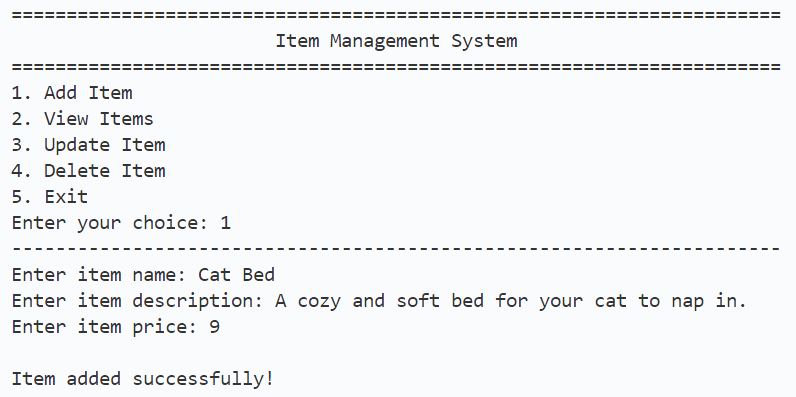 ======================================================================
Item Management System
======================================================================
1. Add Item
2. View Items
3. Update Item
4. Delete Item
5. Exit
Enter your choice: 1
----------------------------------------------------------------------
Enter item name: Cat Bed
Enter item description: A cozy and soft bed for your cat to nap in.
Enter item price: 9
Item added successfully!